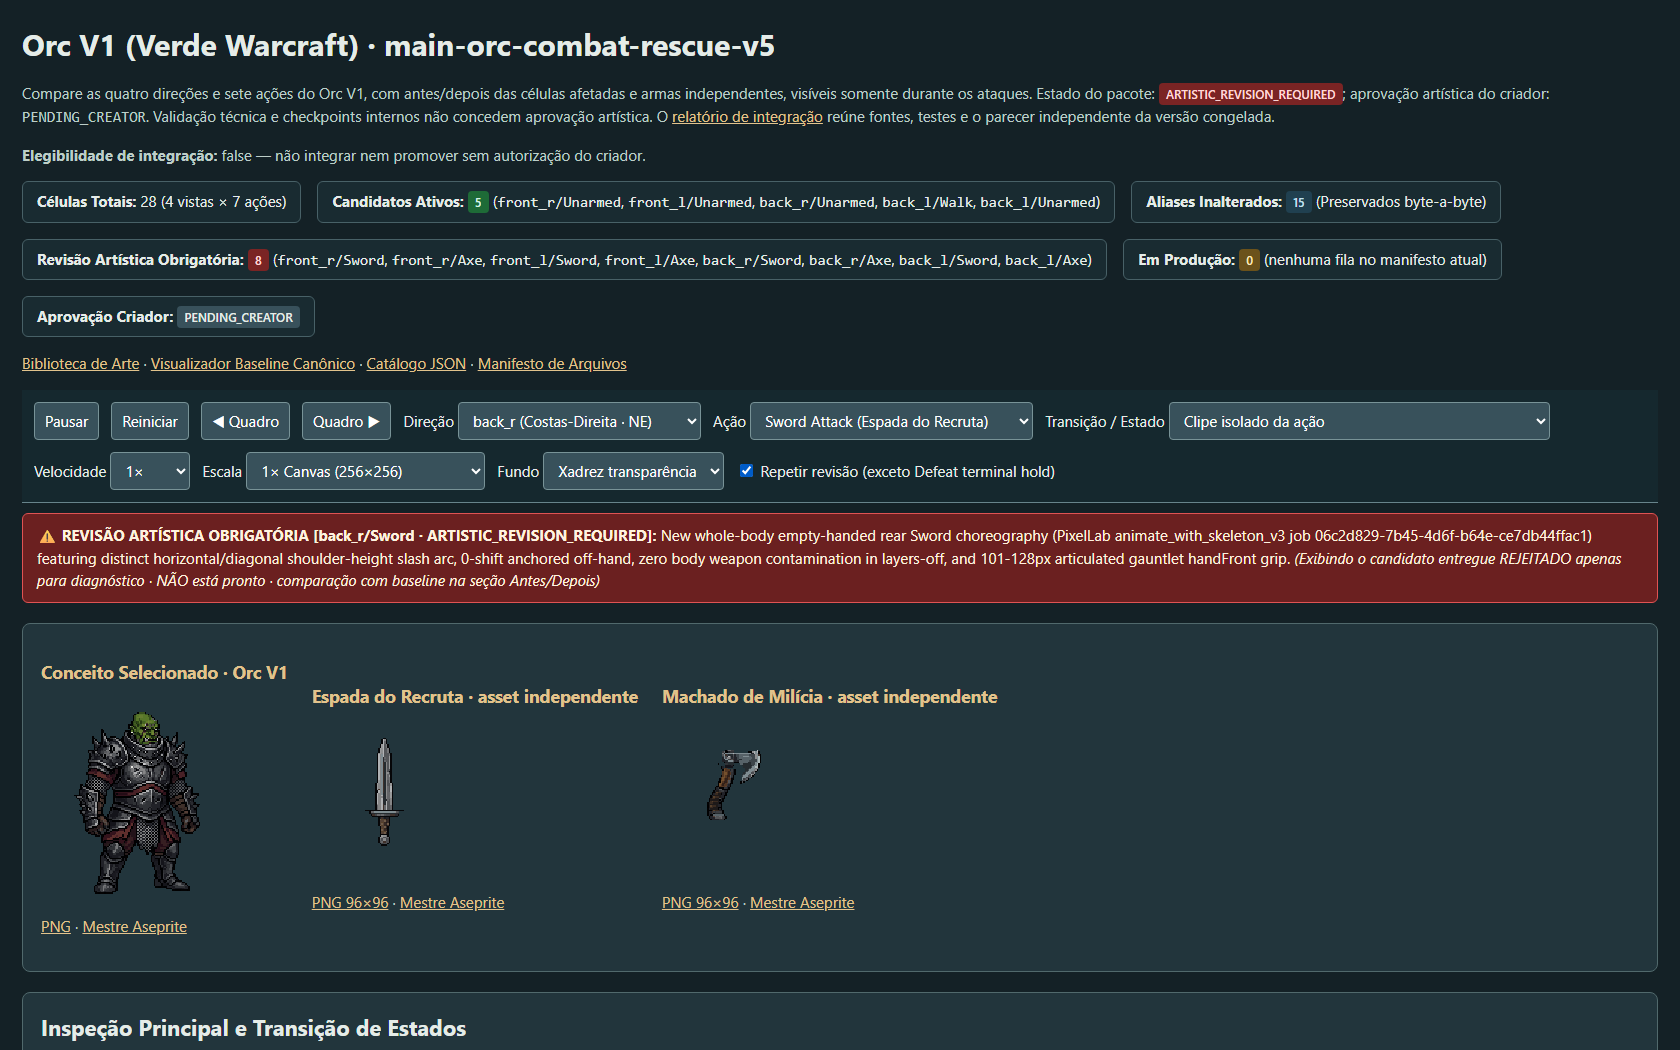 Orc V1 (Verde Warcraft) · main-orc-combat-rescue-v5
Compare as quatro direções e sete ações do Orc V1, com antes/depois das células afetadas e armas independentes, visíveis somente durante os ataques. Estado do pacote: ARTISTIC_REVISION_REQUIRED; aprovação artística do criador:
PENDING_CREATOR. Validação técnica e checkpoints internos não concedem aprovação artística. O relatório de integração reúne fontes, testes e o parecer independente da versão congelada.
Elegibilidade de integração: false — não integrar nem promover sem autorização do criador.
Células Totais: 28 (4 vistas × 7 ações)
Candidatos Ativos: 5 (front_r/Unarmed, front_l/Unarmed, back_r/Unarmed, back_l/Walk, back_l/Unarmed)
Aliases Inalterados: 15 (Preservados byte-a-byte)
Revisão Artística Obrigatória: 8 (front_r/Sword, front_r/Axe, front_l/Sword, front_l/Axe, back_r/Sword, back_r/Axe, back_l/Sword, back_l/Axe)
Em Produção: 0 (nenhuma fila no manifesto atual)
Aprovação Criador: PENDING_CREATOR
Biblioteca de Arte · Visualizador Baseline Canônico · Catálogo JSON · Manifesto de Arquivos
Pausar Reiniciar ◀ Quadro Quadro ▶ Direção back_r (Costas-Direita · NE) Ação Sword Attack (Espada do Recruta) Transição / Estado Clipe isolado da ação
Velocidade 1× Escala 1× Canvas (256×256) Fundo Xadrez transparência Repetir revisão (exceto Defeat terminal hold)
⚠ REVISÃO ARTÍSTICA OBRIGATÓRIA [back_r/Sword · ARTISTIC_REVISION_REQUIRED]: New whole-body empty-handed rear Sword choreography (PixelLab animate_with_skeleton_v3 job 06c2d829-7b45-4d6f-b64e-ce7db44ffac1)
featuring distinct horizontal/diagonal shoulder-height slash arc, 0-shift anchored off-hand, zero body weapon contamination in layers-off, and 101-128px articulated gauntlet handFront grip. (Exibindo o candidato entregue REJEITADO apenas
para diagnóstico · NÃO está pronto · comparação com baseline na seção Antes/Depois)
Conceito Selecionado · Orc V1
Espada do Recruta · asset independente
Machado de Milícia · asset independente
PNG 96×96 · Mestre Aseprite
PNG 96×96 · Mestre Aseprite
PNG · Mestre Aseprite
Inspeção Principal e Transição de Estados